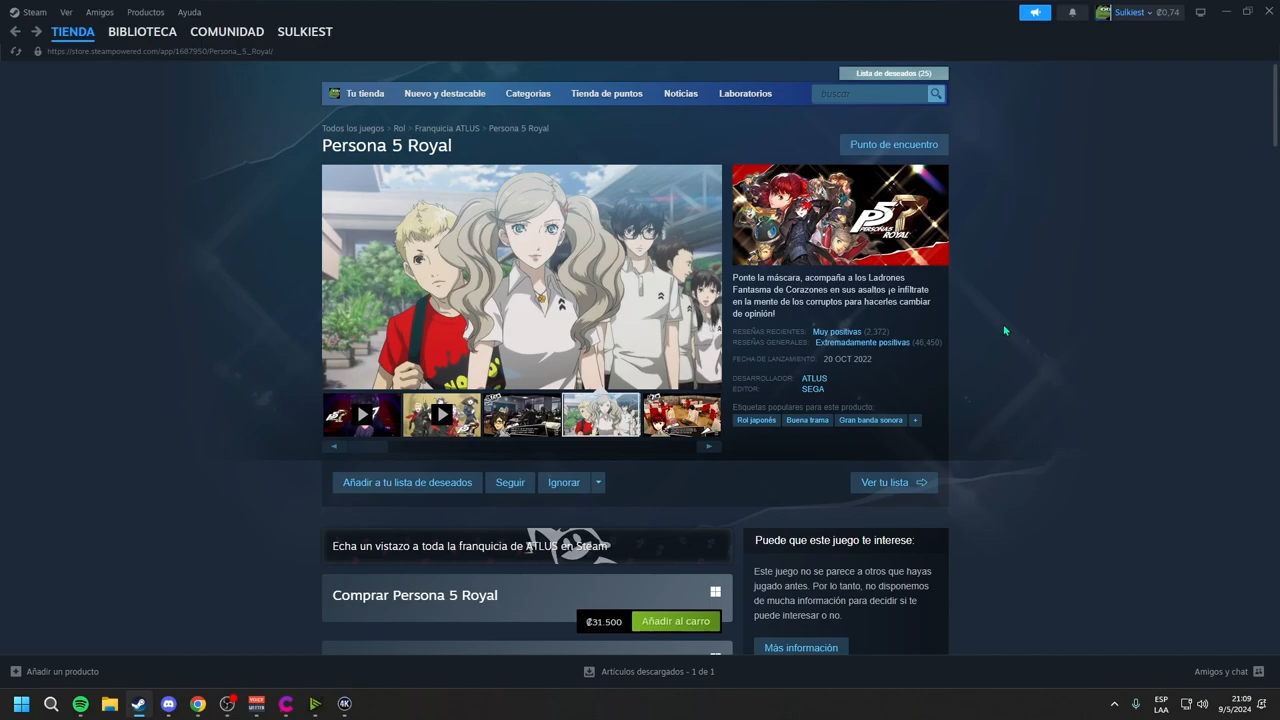 Steam Ver Amigos Productos Ayuda
Sulkiest ₡0,74
TIENDA BIBLIOTECA COMUNIDAD SULKIEST
https://store.steampowered.com/app/1687950/Persona_5_Royal/
Lista de deseados (25)
Tu tienda Nuevo y destacable Categorías Tienda de puntos Noticias Laboratorios buscar
Todos los juegos > Rol > Franquicia ATLUS > Persona 5 Royal
Persona 5 Royal
Punto de encuentro
P5R
PERSONA5
ROYAL
Ponte la máscara, acompaña a los Ladrones
Fantasma de Corazones en sus asaltos ¡e infíltrate
en la mente de los corruptos para hacerles cambiar
de opinión!
RESEÑAS RECIENTES: Muy positivas (2,372)
RESEÑAS GENERALES: Extremadamente positivas (46,450)
FECHA DE LANZAMIENTO: 20 OCT 2022
DESARROLLADOR: ATLUS
EDITOR: SEGA
Etiquetas populares para este producto:
Rol japonés Buena trama Gran banda sonora +
Añadir a tu lista de deseados Seguir Ignorar Ver tu lista
Echa un vistazo a toda la franquicia de ATLUS en Steam
Puede que este juego te interese:
Este juego no se parece a otros que hayas
jugado antes. Por lo tanto, no disponemos
de mucha información para decidir si te
puede interesar o no.
Más información
Comprar Persona 5 Royal
₡31.500 Añadir al carro
Añadir un producto Artículos descargados - 1 de 1 Amigos y chat
VOICE
MEETER
4K
ESP
LAA
21:09
9/5/2024